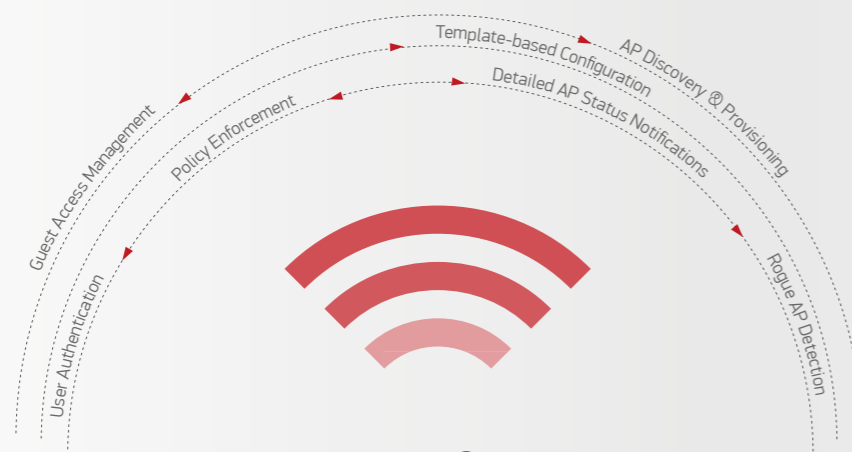 Template-based Configuration
AP Discovery & Provisioning
Detailed AP Status Notifications
Policy Enforcement
Guest Access Management
User Authentication
Rogue AP Detection